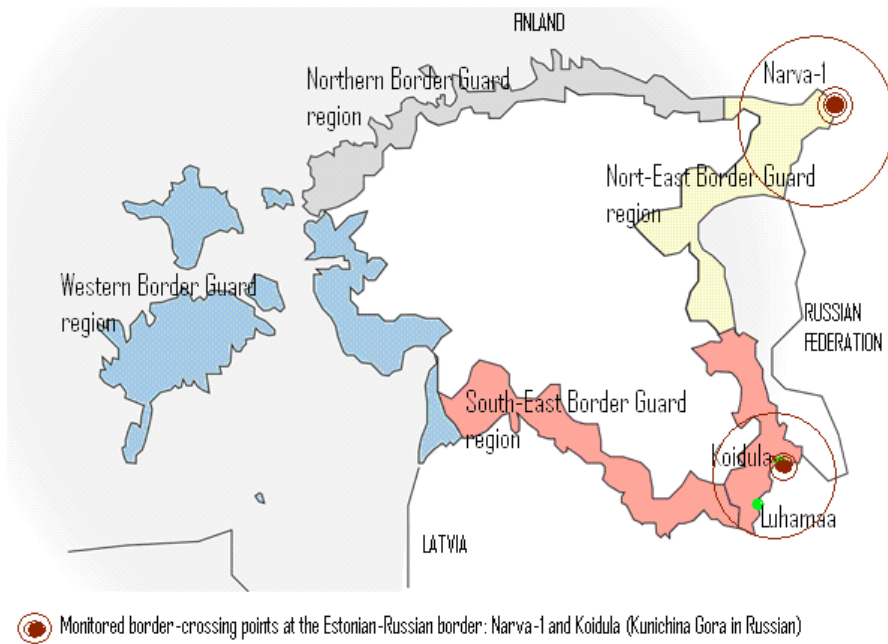 FINLAND
Northern Border Guard
region
Narva-1
Nort-East Border Guard
region
Western Border Guard
region
RUSSIAN
FEDERATION
South-East Border Guard
region
Koidula
Luhamaa
LATVIA
Monitored border-crossing points at the Estonian-Russian border: Narva-1 and Koidula (Kunichina Gora in Russian)